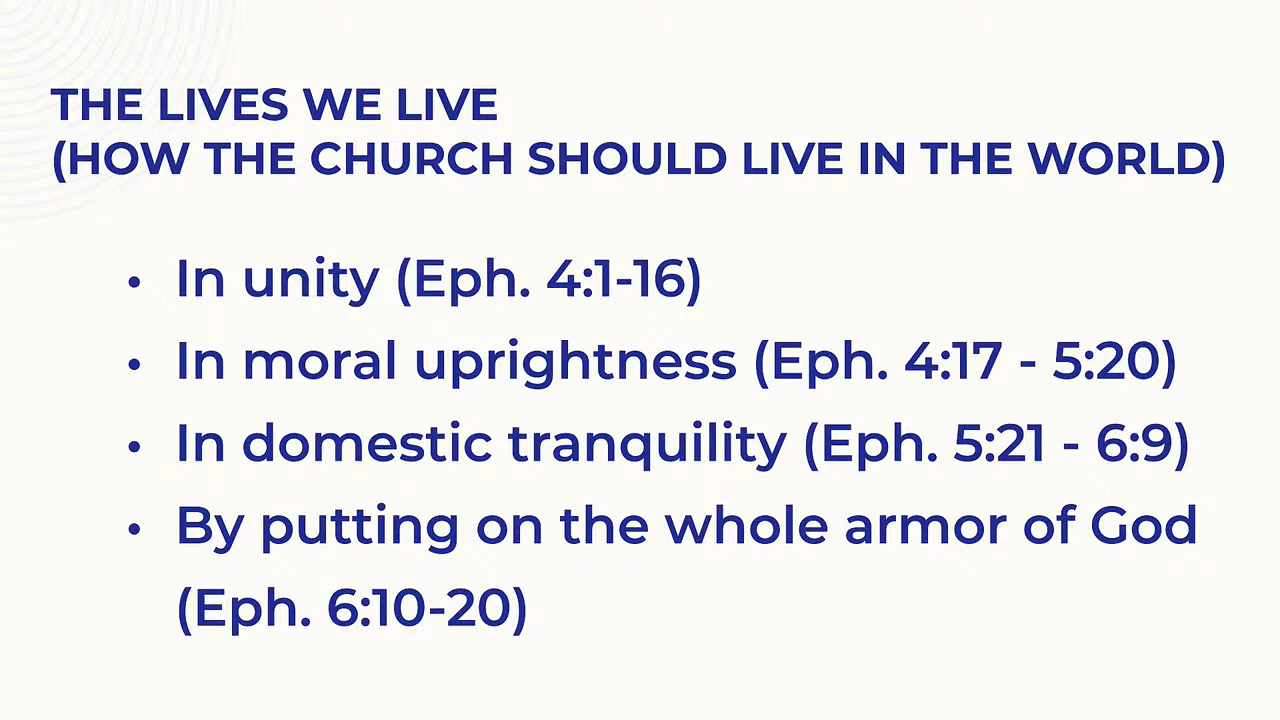 THE LIVES WE LIVE
(HOW THE CHURCH SHOULD LIVE IN THE WORLD)
• In unity (Eph. 4:1-16)
• In moral uprightness (Eph. 4:17 - 5:20)
• In domestic tranquility (Eph. 5:21 - 6:9)
• By putting on the whole armor of God
(Eph. 6:10-20)